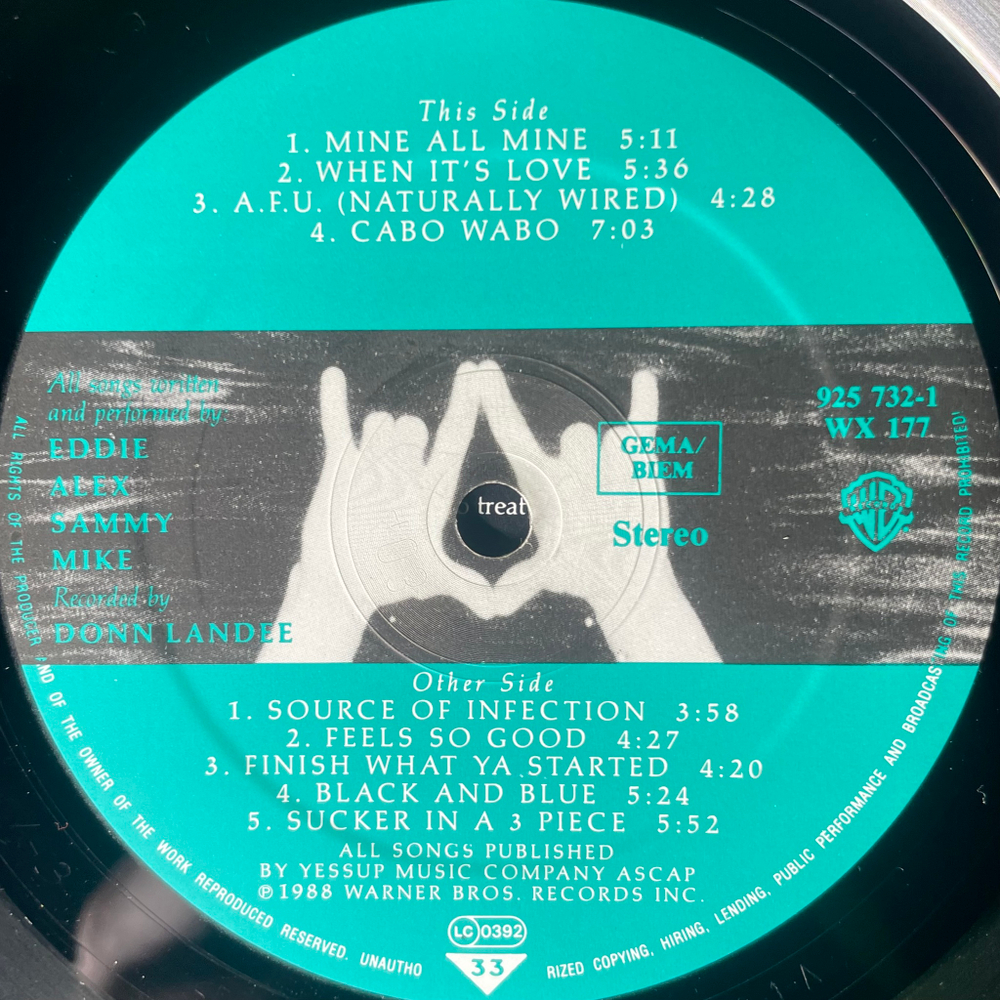 This Side
1. MINE ALL MINE 5:11
2. WHEN IT'S LOVE 5:36
3. A.F.U. (NATURALLY WIRED) 4:28
4. CABO WABO 7:03
All songs written
and performed by:
EDDIE
ALEX
SAMMY
MIKE
Recorded by
DONN LANDEE
GEMA/
BIEM
Stereo
925 732-1
WX 177
treat
Other Side
1. SOURCE OF INFECTION 3:58
2. FEELS SO GOOD 4:27
3. FINISH WHAT YA STARTED 4:20
4. BLACK AND BLUE 5:24
5. SUCKER IN A 3 PIECE 5:52
ALL SONGS PUBLISHED
BY YESSUP MUSIC COMPANY ASCAP
℗1988 WARNER BROS. RECORDS INC.
LC 0392
33
ALL RIGHTS OF THE PRODUCER AND OF THE OWNER OF THE WORK REPRODUCED RESERVED. UNAUTHORIZED COPYING, HIRING, LENDING, PUBLIC PERFORMANCE AND BROADCASTING OF THIS RECORD PROHIBITED!
WB